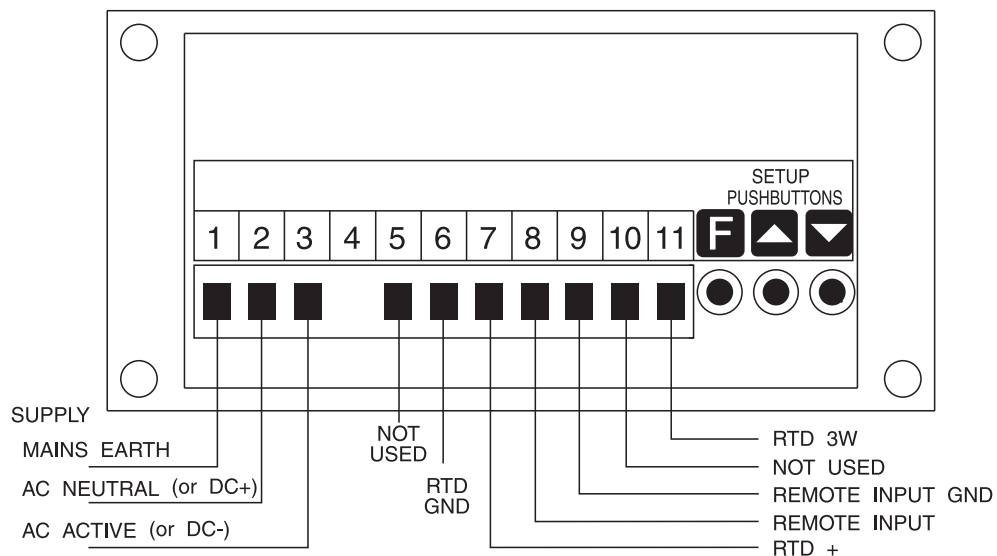 SETUP
PUSHBUTTONS
1 2 3 4 5 6 7 8 9 10 11 F
SUPPLY
MAINS EARTH
AC NEUTRAL (or DC+)
AC ACTIVE (or DC-)
NOT
USED
RTD
GND
RTD 3W
NOT USED
REMOTE INPUT GND
REMOTE INPUT
RTD +